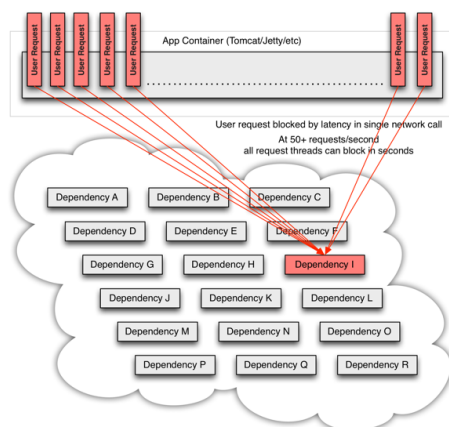 User Request
User Request
User Request
User Request
User Request
User Request
User Request
App Container (Tomcat/Jetty/etc)
User request blocked by latency in single network call
At 50+ requests/second
all request threads can block in seconds
Dependency A
Dependency B
Dependency C
Dependency D
Dependency E
Dependency F
Dependency G
Dependency H
Dependency I
Dependency J
Dependency K
Dependency L
Dependency M
Dependency N
Dependency O
Dependency P
Dependency Q
Dependency R